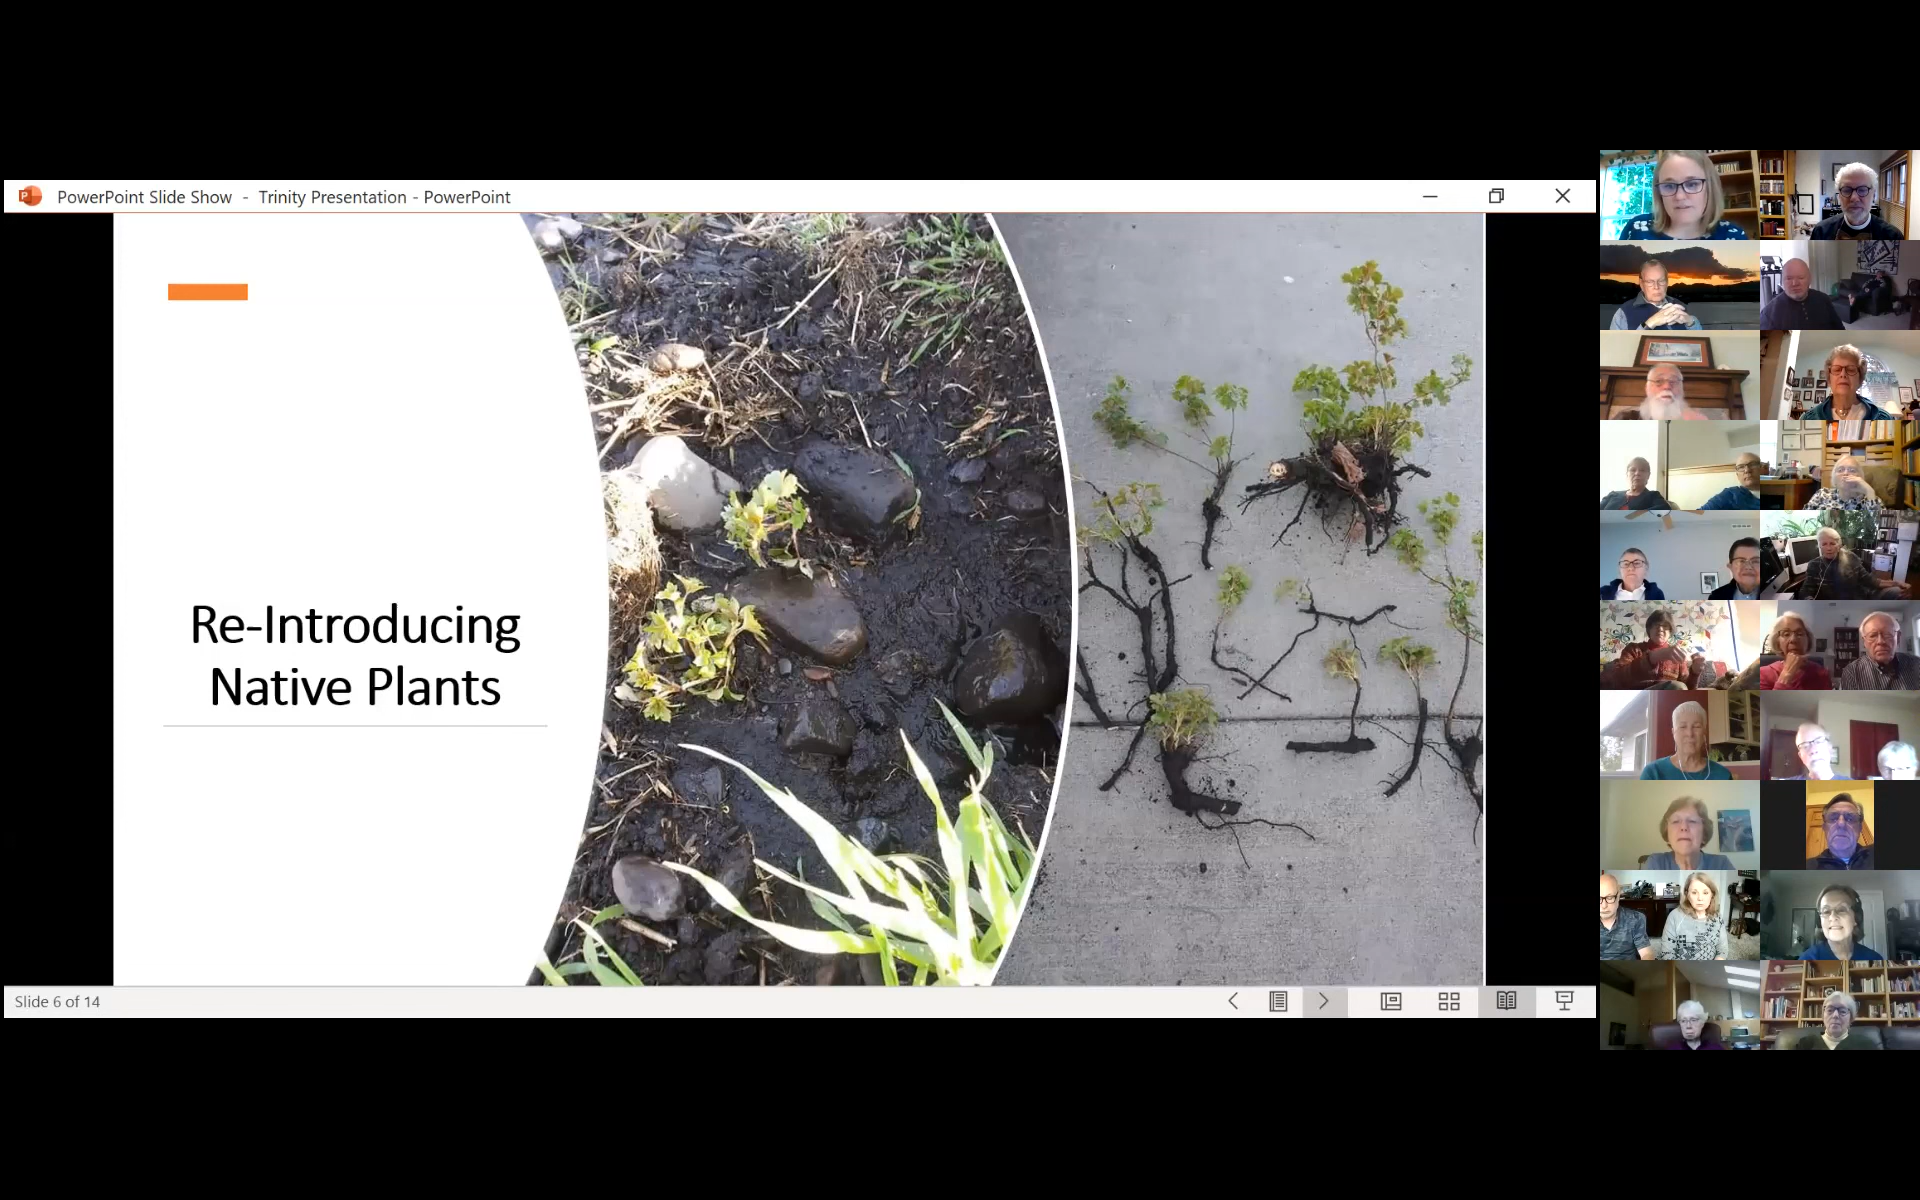 PowerPoint Slide Show - Trinity Presentation - PowerPoint
Re-Introducing
Native Plants
Slide 6 of 14